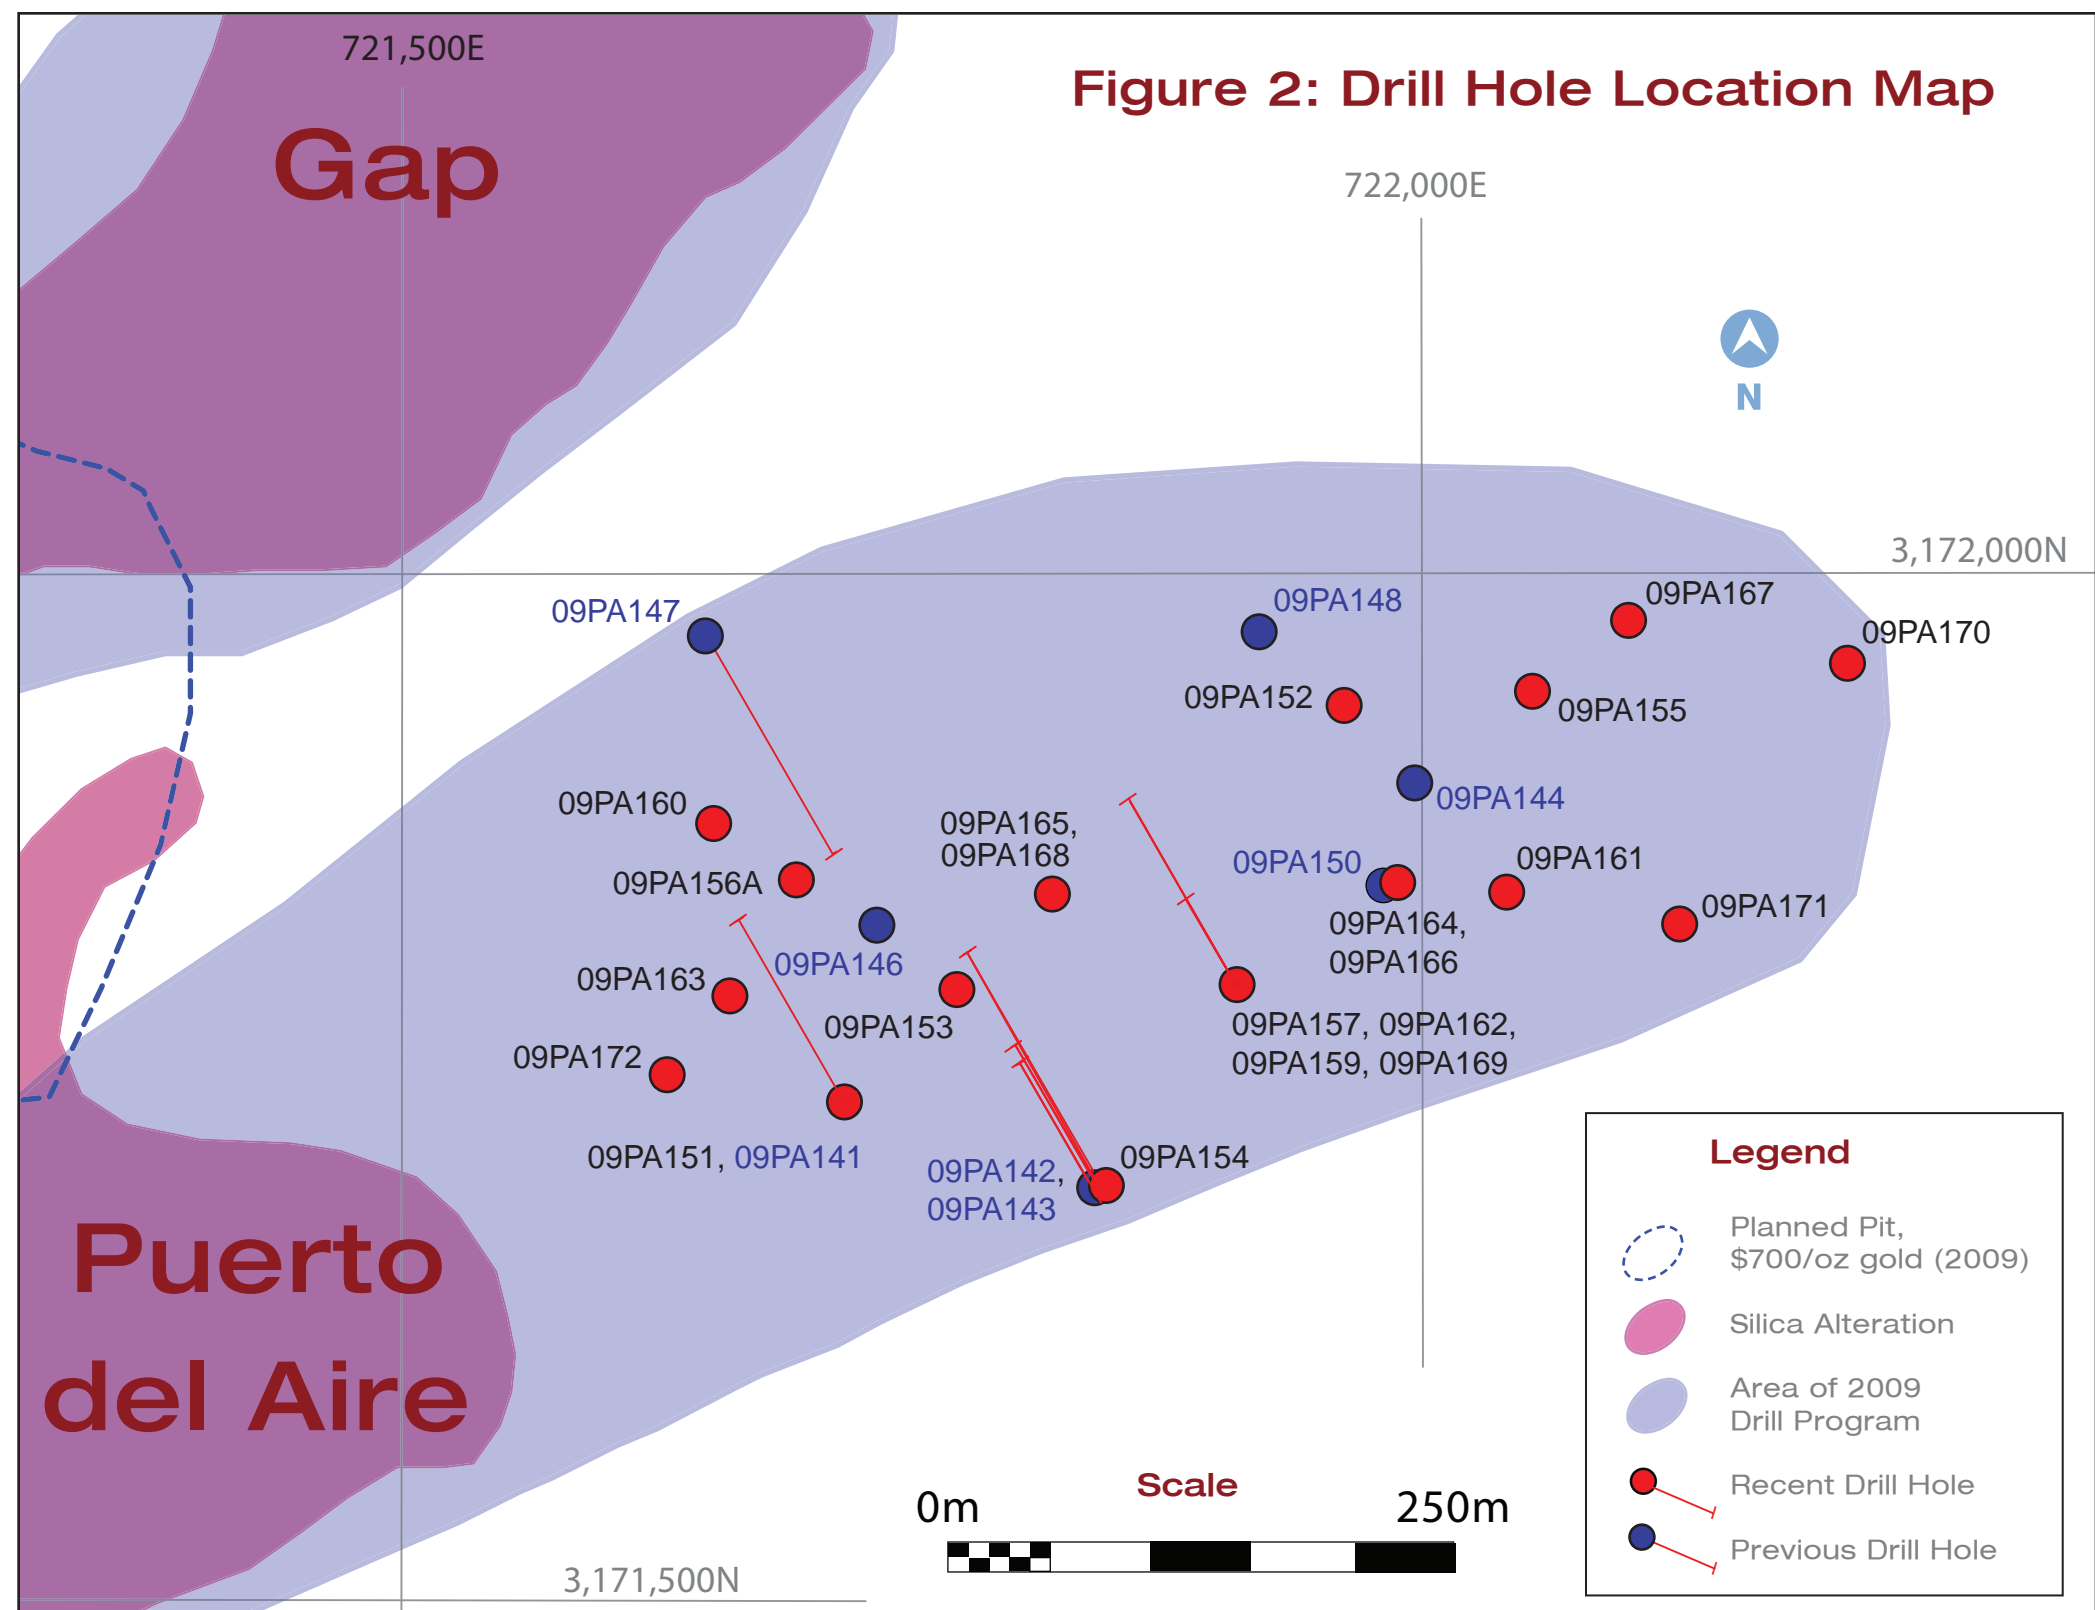 721,500E
Figure 2: Drill Hole Location Map
Gap
722,000E
N
3,172,000N
09PA147
09PA148
09PA167
09PA170
09PA152
09PA155
09PA160
09PA144
09PA165,
09PA168
09PA156A
09PA150
09PA161
09PA164,
09PA166
09PA171
09PA146
09PA163
09PA153
09PA157, 09PA162,
09PA159, 09PA169
09PA172
09PA151, 09PA141
09PA142,
09PA143
09PA154
Puerto
del Aire
Legend
Planned Pit,
$700/oz gold (2009)
Silica Alteration
Area of 2009
Drill Program
Recent Drill Hole
Previous Drill Hole
Scale
0m 250m
3,171,500N